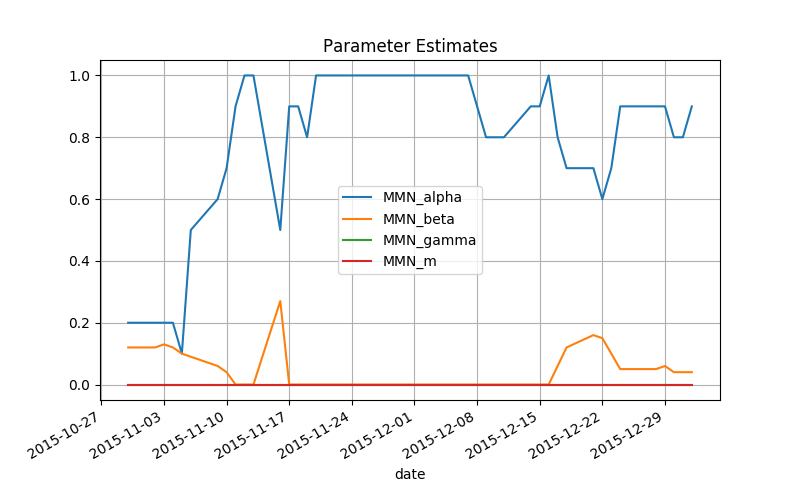 Parameter Estimates
1.0
0.8
0.6
0.4
0.2
0.0
MMN_alpha
MMN_beta
MMN_gamma
MMN_m
2015-10-27
2015-11-03
2015-11-10
2015-11-17
2015-11-24
2015-12-01
2015-12-08
2015-12-15
2015-12-22
2015-12-29
date